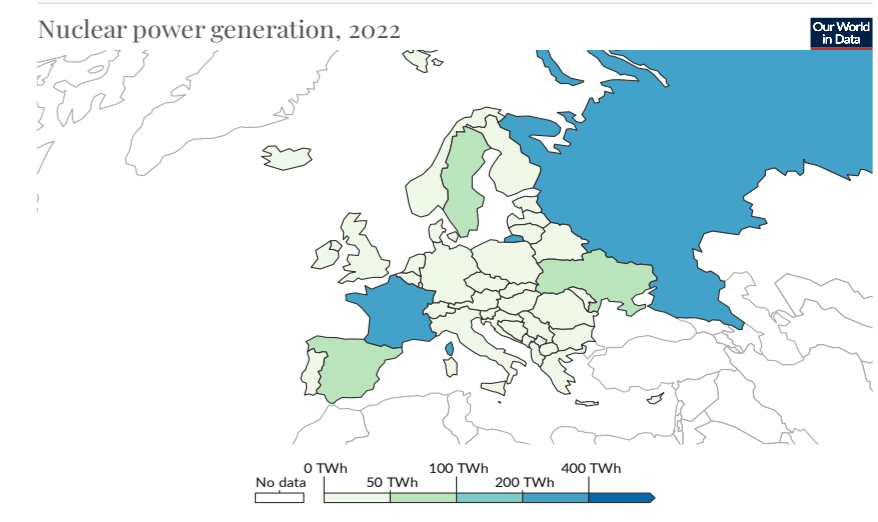 Nuclear power generation, 2022
Our World
in Data
0 TWh
100 TWh
400 TWh
No data
50 TWh
200 TWh